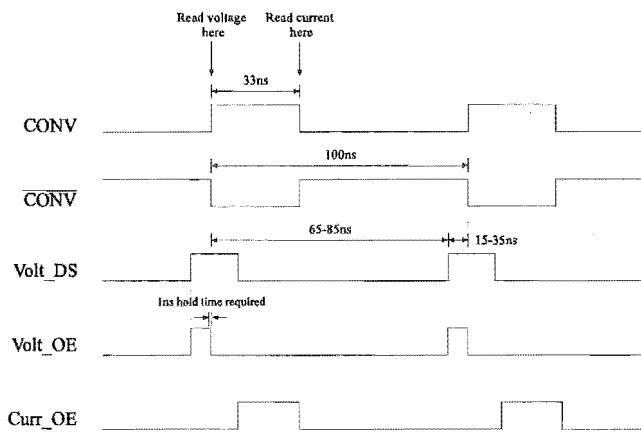 Read voltage
here
Read current
here
33ns
CONV
100ns
CONV
65-85ns
15-35ns
Volt_DS
1ns hold time required
Volt_OE
Curr_OE